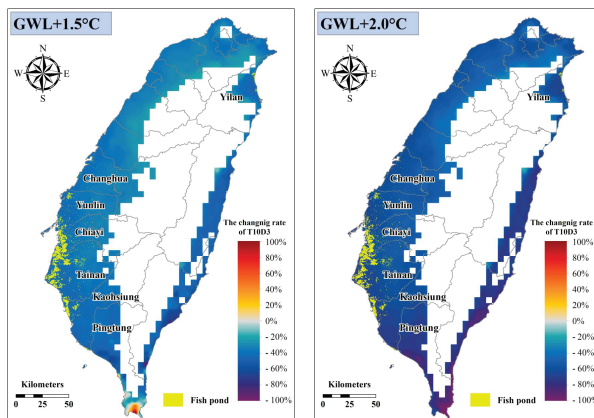 GWL+1.5°C
N
W
E
S
Yilan
Changhua
Yunlin
Chiayi
Tainan
Kaohsiung
Pingtung
The changnig rate
of T10D3
100%
80%
60%
40%
20%
0%
- 20%
- 40%
- 60%
- 80%
- 100%
Kilometers
0 25 50
Fish pond
GWL+2.0°C
N
W
E
S
Yilan
Changhua
Yunlin
Chiayi
Tainan
Kaohsiung
Pingtung
The changnig rate
of T10D3
100%
80%
60%
40%
20%
0%
- 20%
- 40%
- 60%
- 80%
- 100%
Kilometers
0 25 50
Fish pond